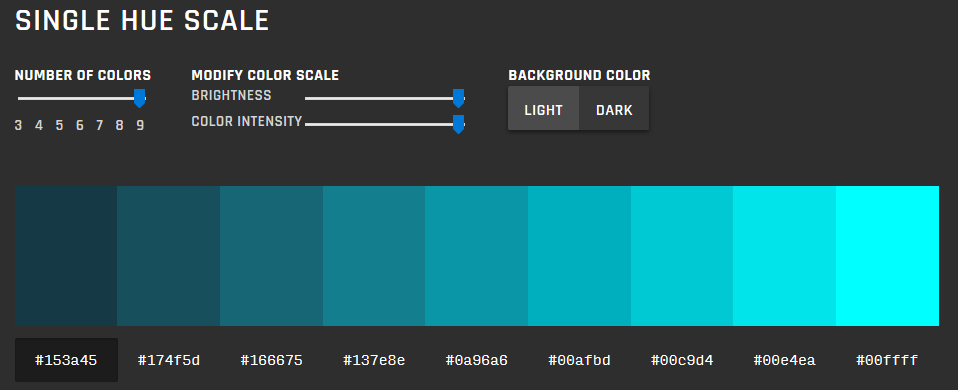 SINGLE HUE SCALE
NUMBER OF COLORS
3 4 5 6 7 8 9
MODIFY COLOR SCALE
BRIGHTNESS
COLOR INTENSITY
BACKGROUND COLOR
LIGHT DARK
#153a45 #174f5d #166675 #137e8e #0a96a6 #00afbd #00c9d4 #00e4ea #00ffff